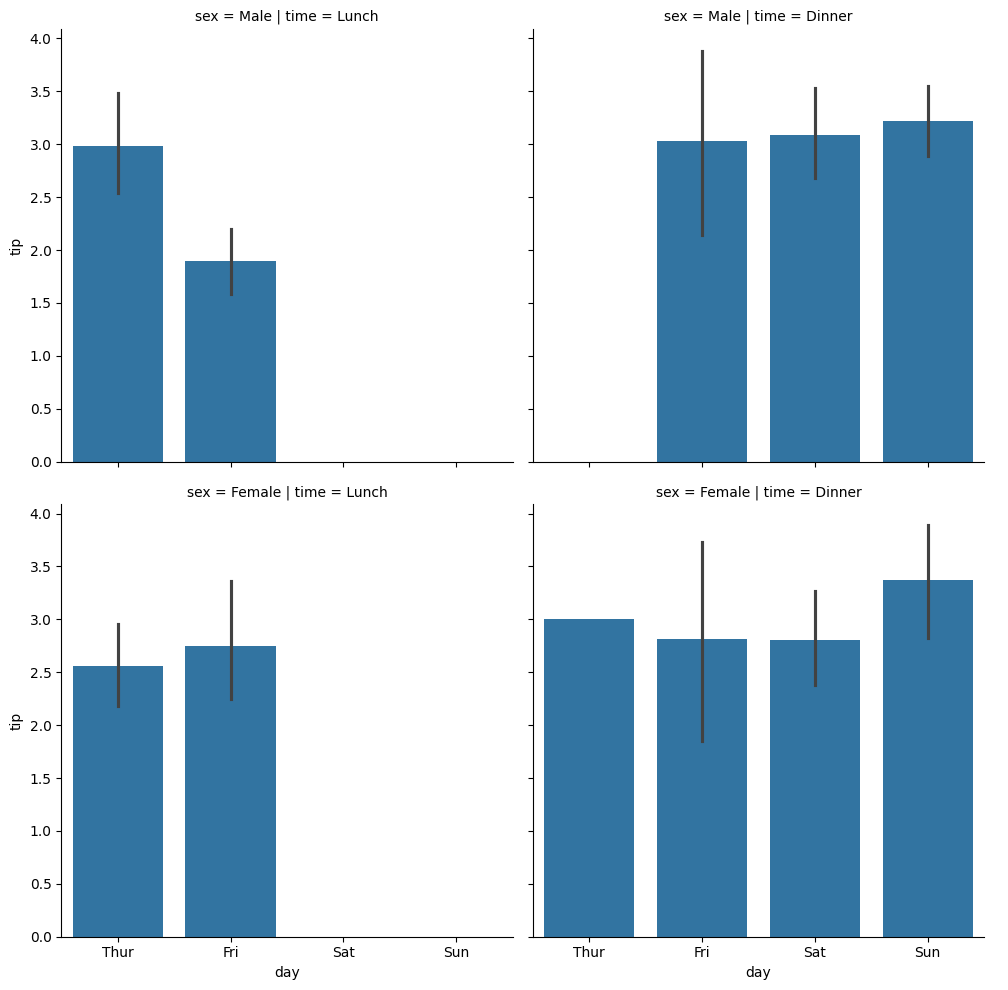 sex = Male | time = Lunch
sex = Male | time = Dinner
4.0
3.5
3.0
2.5
2.0
1.5
1.0
0.5
0.0
tip
sex = Female | time = Lunch
sex = Female | time = Dinner
4.0
3.5
3.0
2.5
2.0
1.5
1.0
0.5
0.0
tip
Thur Fri Sat Sun
Thur Fri Sat Sun
day
day